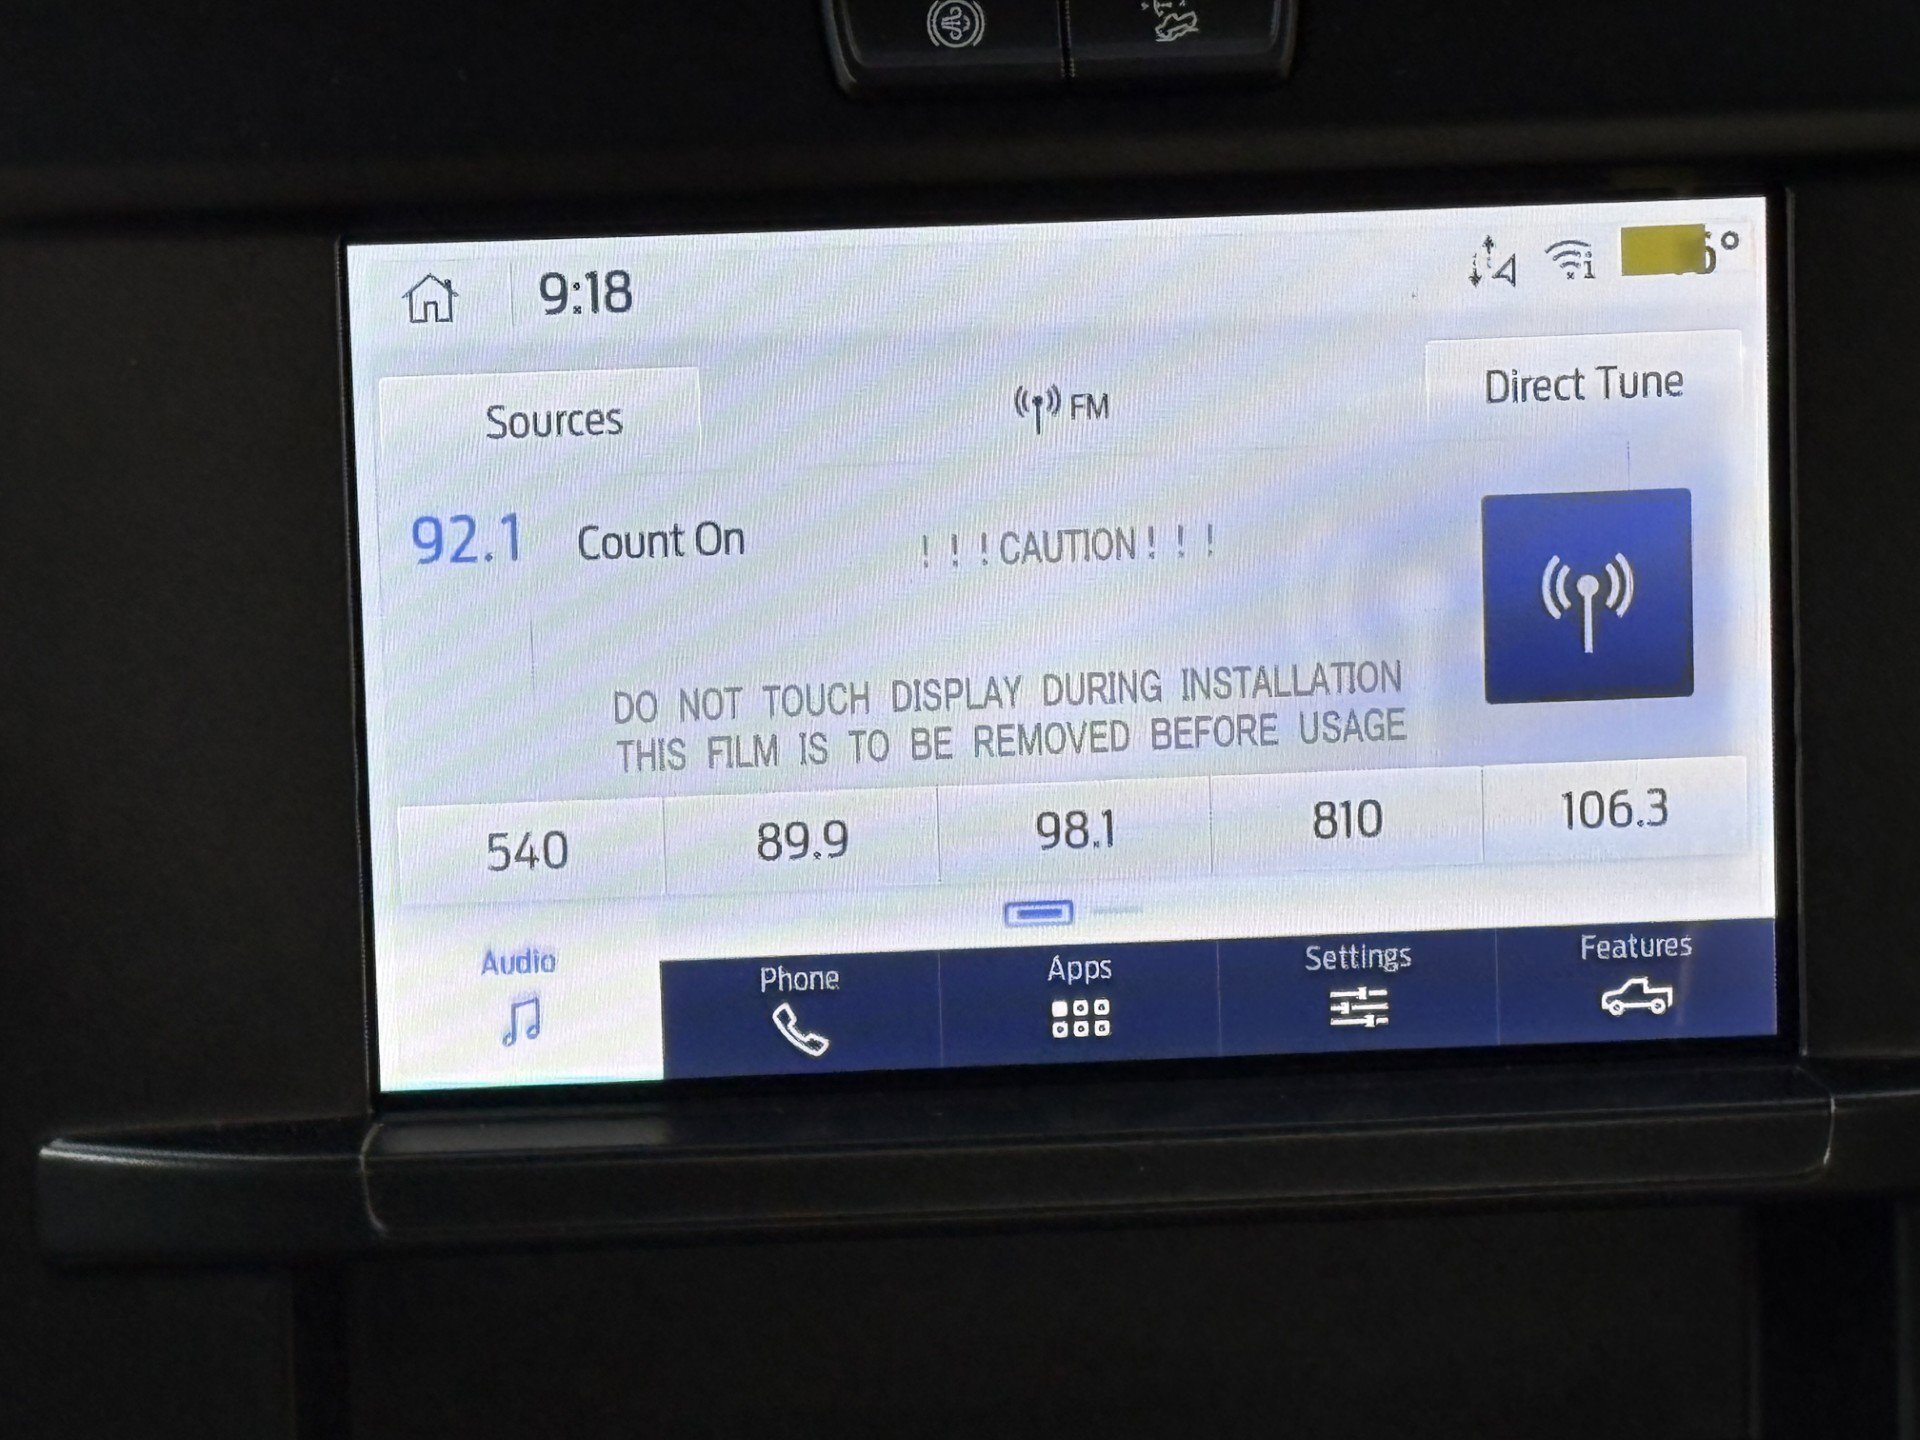 9:18
Sources
FM
Direct Tune
92.1 Count On
! ! ! CAUTION ! ! !
DO NOT TOUCH DISPLAY DURING INSTALLATION
THIS FILM IS TO BE REMOVED BEFORE USAGE
540 89.9 98.1 810 106.3
Audio Phone Apps Settings Features